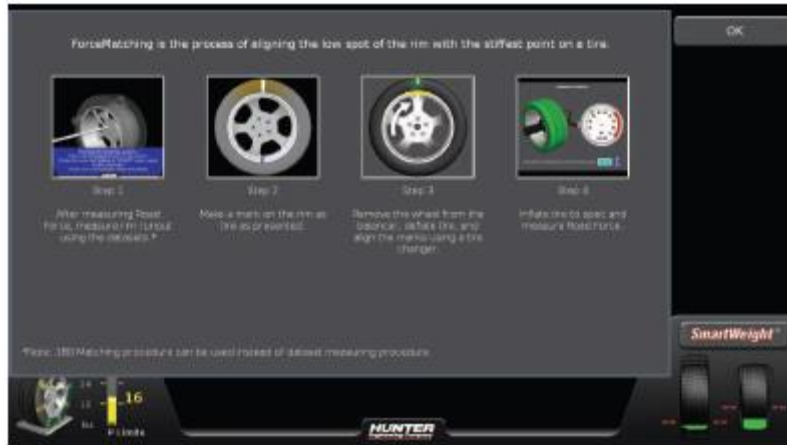 ForceMatching is the process of aligning the low spot of the rim with the stiffest point on a tire.
OK
Step 1
Step 2
Step 3
Step 4
After measuring Road
Force, measure rim runout
using the datasets.*
Make a mark on the rim as
tire as presented.
Remove the wheel from the
balancer, deflate tire, and
align the marks using a tire
changer.
Inflate tire to spec and
measure Road Force.
*Note: 180 Matching procedure can be used instead of dataset measuring procedure.
SmartWeight
16
P Limits
HUNTER